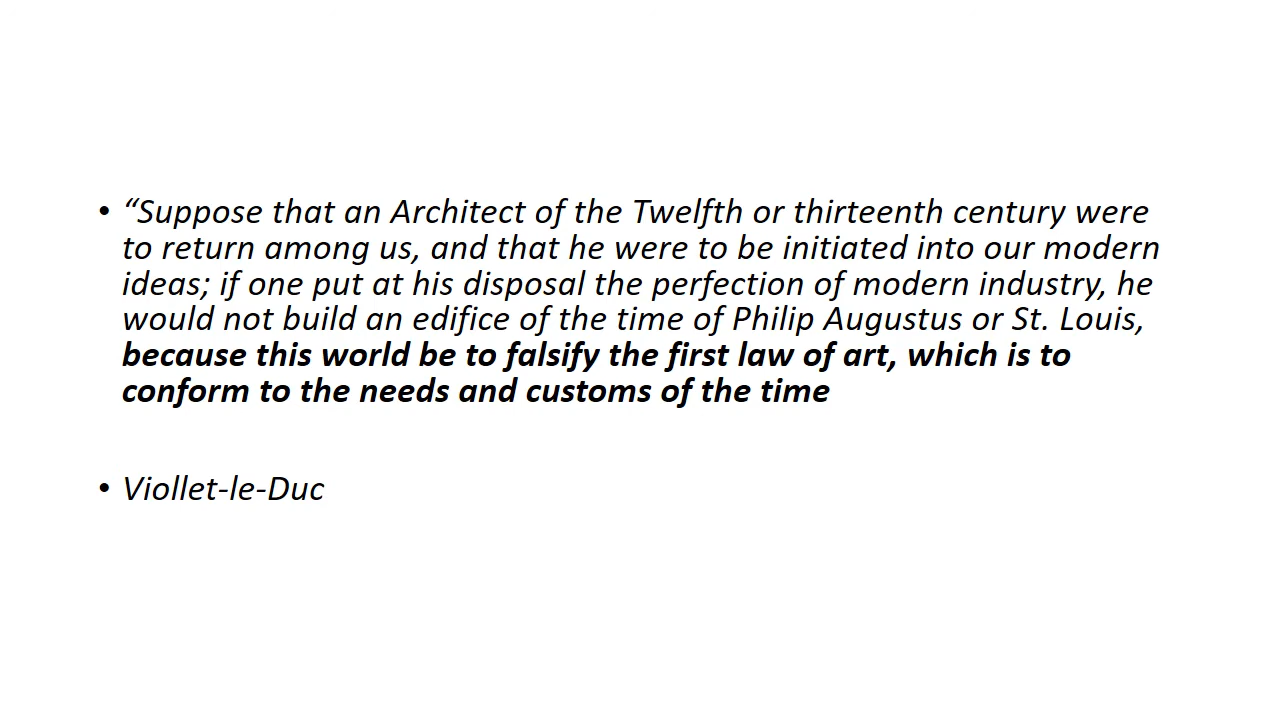 • “Suppose that an Architect of the Twelfth or thirteenth century were
to return among us, and that he were to be initiated into our modern
ideas; if one put at his disposal the perfection of modern industry, he
would not build an edifice of the time of Philip Augustus or St. Louis,
because this world be to falsify the first law of art, which is to
conform to the needs and customs of the time
• Viollet-le-Duc